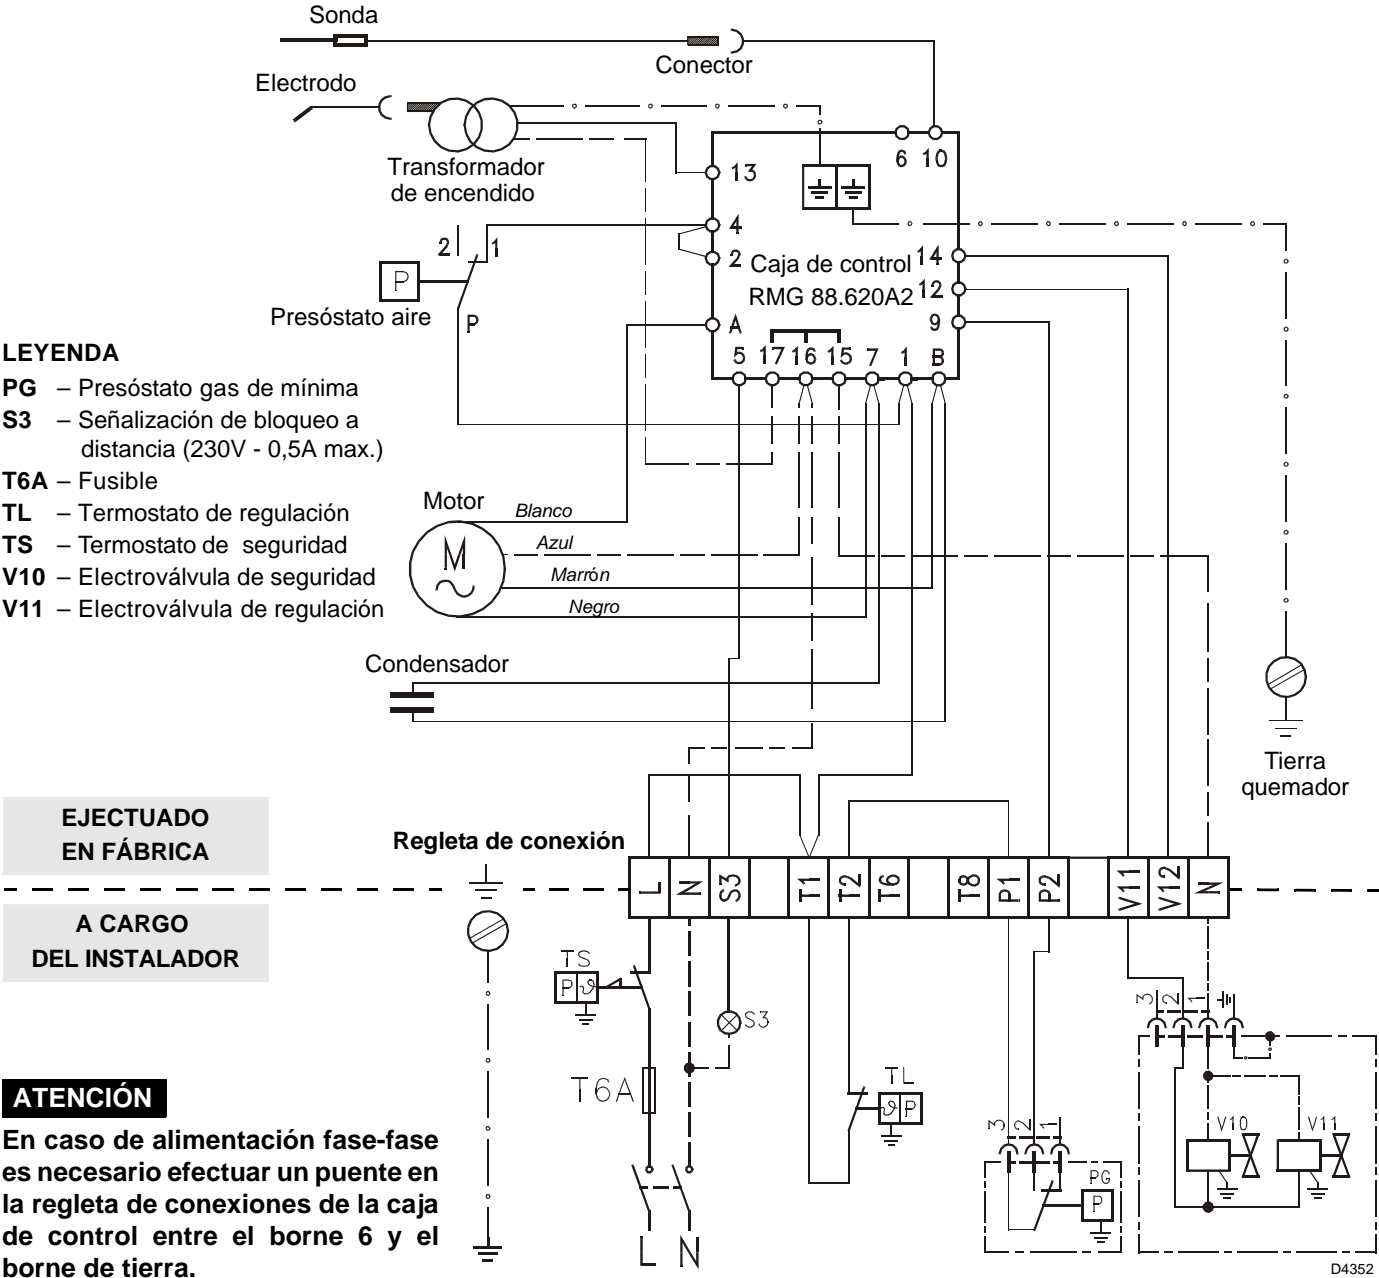 Sonda
Conector
Electrodo
Transformador
de encendido
6 10
13
4
2
Caja de control
RMG 88.620A2
14
12
9
A
5 17 16 15 7 1 B
2 1
P
Presóstato aire
P
LEYENDA
PG – Presóstato gas de mínima
S3 – Señalización de bloqueo a
distancia (230V - 0,5A max.)
T6A – Fusible
TL – Termostato de regulación
TS – Termostato de seguridad
V10 – Electroválvula de seguridad
V11 – Electroválvula de regulación
Motor
M
Blanco
Azul
Marrón
Negro
Condensador
Tierra
quemador
EJECTUADO
EN FÁBRICA
Regleta de conexión
L N S3 T1 T2 T6 T8 P1 P2 V11 V12 N
A CARGO
DEL INSTALADOR
TS
P ϑ
S3
T6A
TL
ϑ P
L N
3 2 1
PG
P
3 2 1
V10 V11
ATENCIÓN
En caso de alimentación fase-fase
es necesario efectuar un puente en
la regleta de conexiones de la caja
de control entre el borne 6 y el
borne de tierra.
D4352